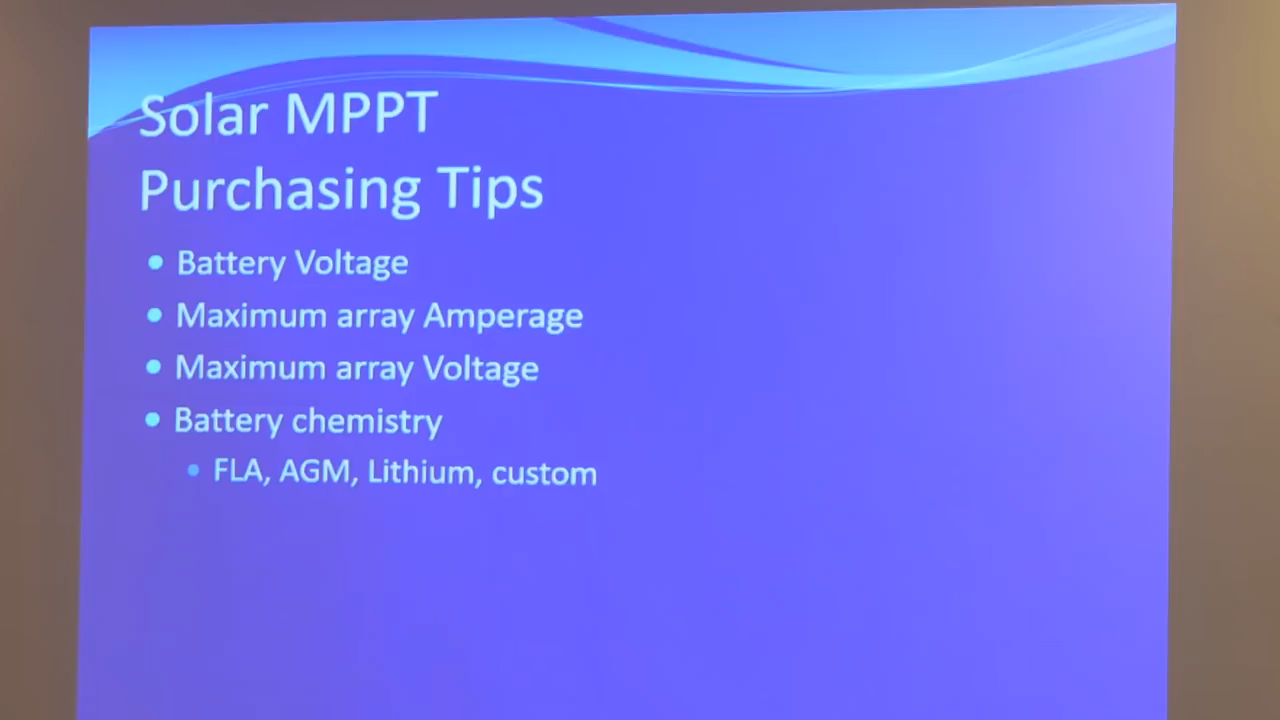 Solar MPPT
Purchasing Tips
• Battery Voltage
• Maximum array Amperage
• Maximum array Voltage
• Battery chemistry
• FLA, AGM, Lithium, custom